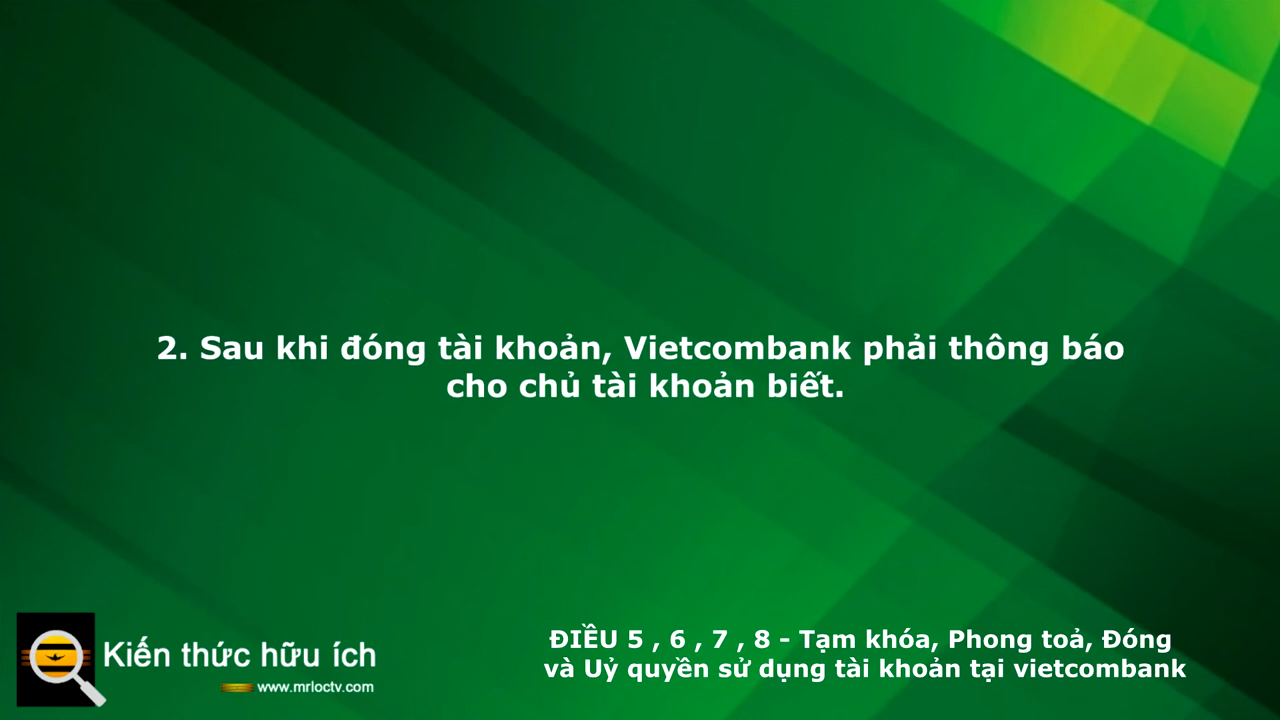 2. Sau khi đóng tài khoản, Vietcombank phải thông báo
cho chủ tài khoản biết.
Kiến thức hữu ích
www.mrloctv.com
ĐIỀU 5 , 6 , 7 , 8 - Tạm khóa, Phong toả, Đóng
và Uỷ quyền sử dụng tài khoản tại vietcombank